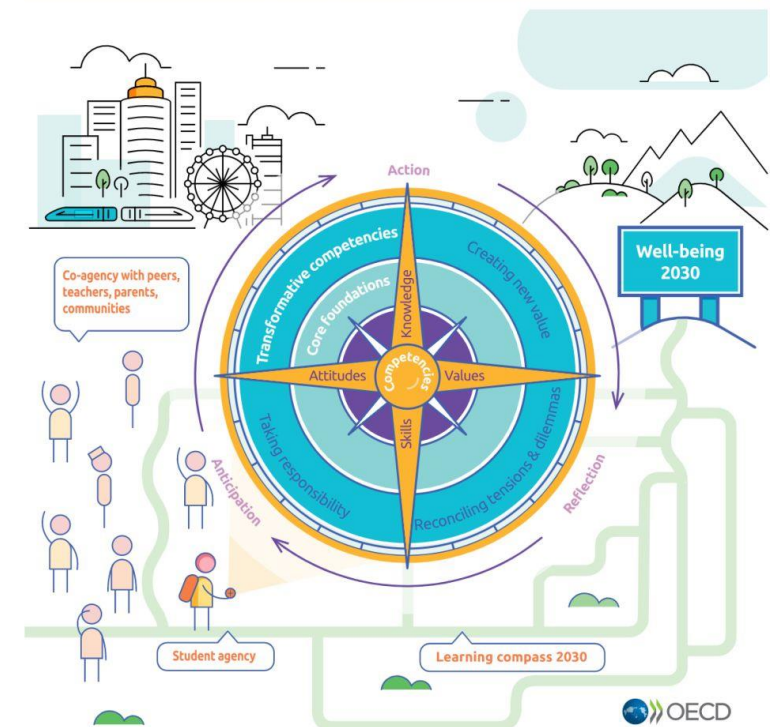 Action
Well-being
2030
Co-agency with peers,
teachers, parents,
communities
Transformative competencies
Creating new value
Core foundations
Knowledge
Attitudes
Competencies
Values
Skills
Taking responsibility
Reconciling tensions & dilemmas
Anticipation
Reflection
Student agency
Learning compass 2030
OECD